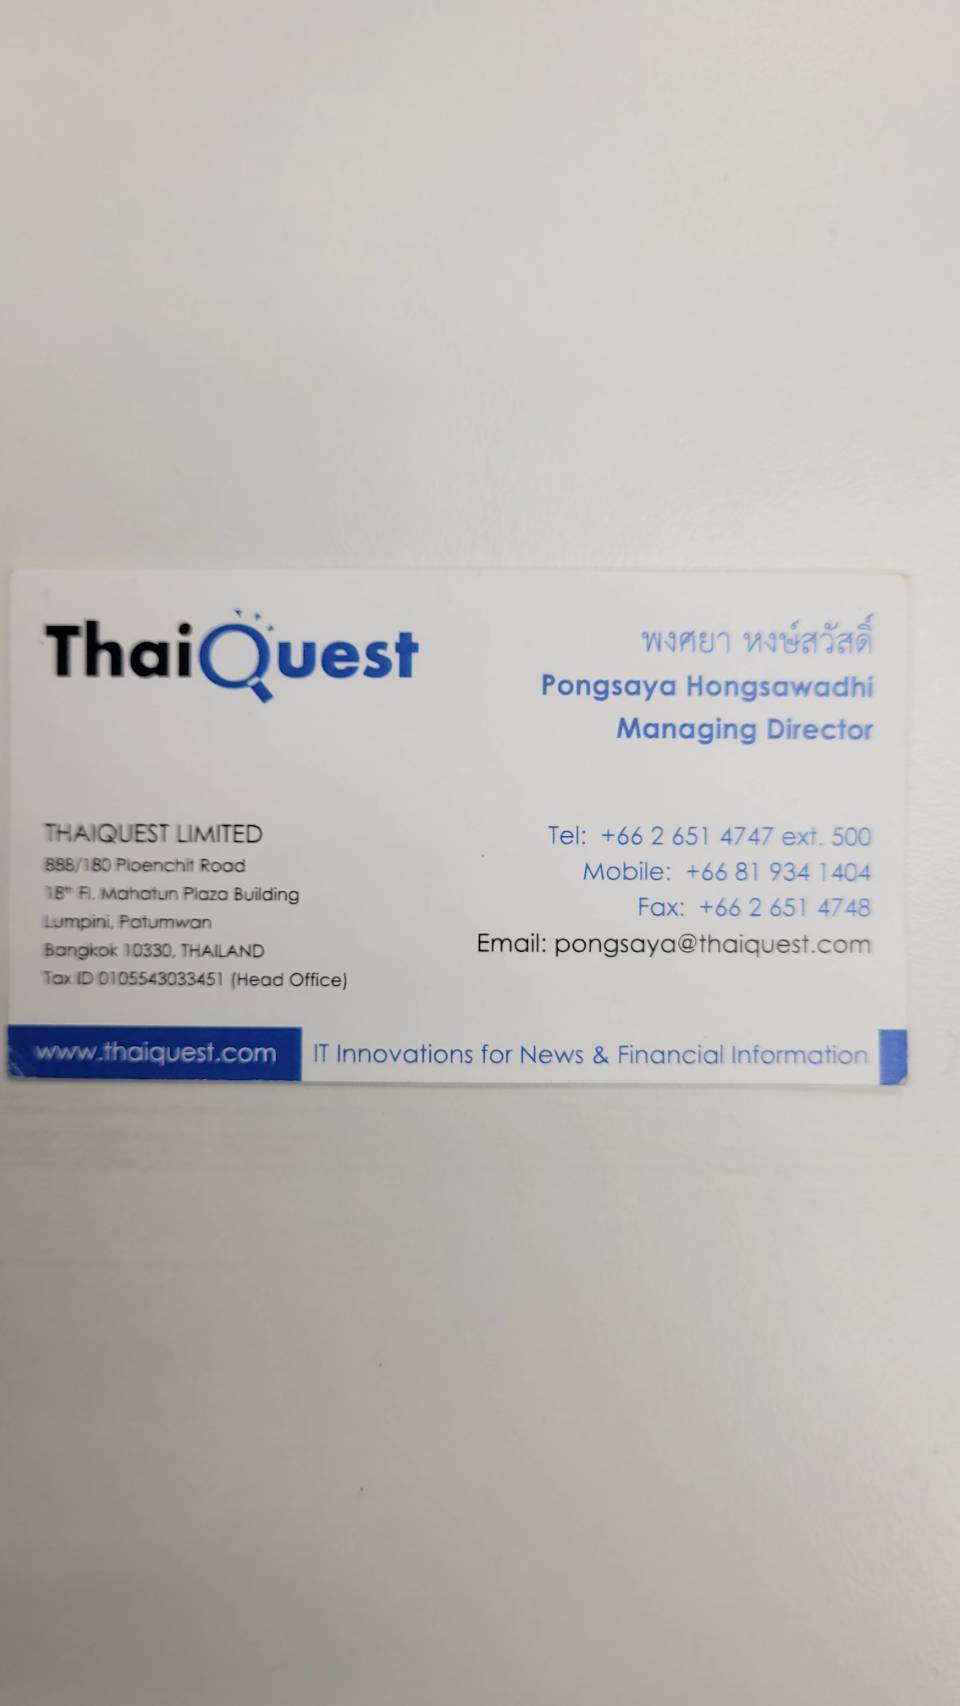 ThaiQuest
พงศยา หงษ์สวัสดิ์
Pongsaya Hongsawadhi
Managing Director
THAIQUEST LIMITED
888/180 Ploenchit Road
18th Fl. Mahatun Plaza Building
Lumpini, Patumwan
Bangkok 10330, THAILAND
Tax ID 0105543033451 (Head Office)
Tel: +66 2 651 4747 ext. 500
Mobile: +66 81 934 1404
Fax: +66 2 651 4748
Email: pongsaya@thaiquest.com
www.thaiquest.com
IT Innovations for News & Financial Information